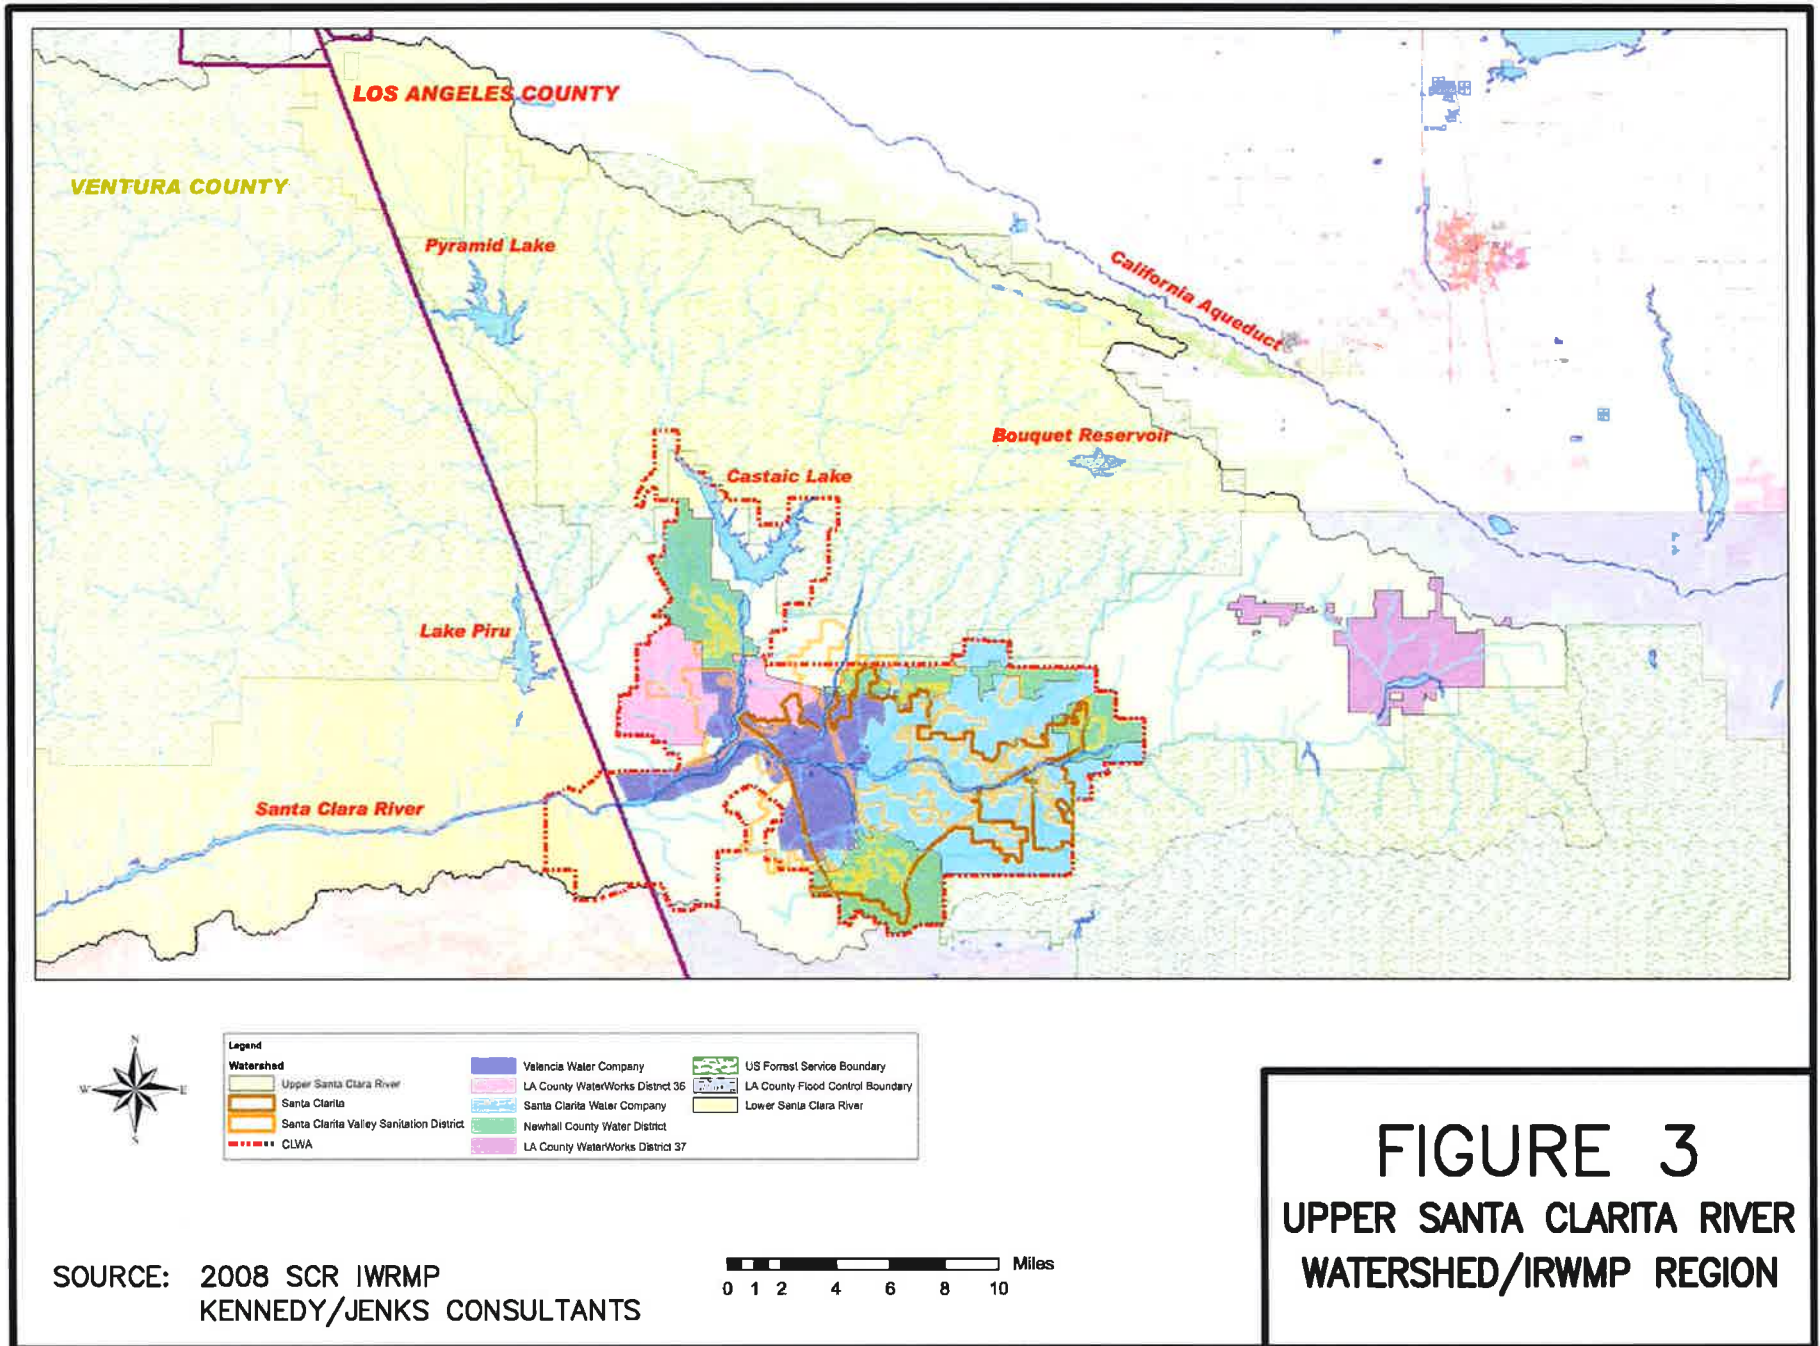 LOS ANGELES COUNTY
VENTURA COUNTY
Pyramid Lake
California Aqueduct
Bouquet Reservoir
Castaic Lake
Lake Piru
Santa Clara River
N
W
E
S
Legend
Watershed
Upper Santa Clara River
Santa Clarita
Santa Clarita Valley Sanitation District
CLWA
Valencia Water Company
LA County WaterWorks District 36
Santa Clarita Water Company
Newhall County Water District
LA County WaterWorks District 37
US Forrest Service Boundary
LA County Flood Control Boundary
Lower Santa Clara River
SOURCE: 2008 SCR IWRMP
KENNEDY/JENKS CONSULTANTS
Miles
0 1 2 4 6 8 10
FIGURE 3
UPPER SANTA CLARITA RIVER
WATERSHED/IRWMP REGION